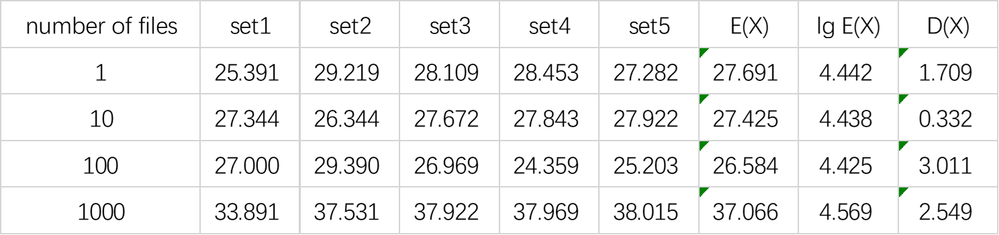 number of files set1 set2 set3 set4 set5 E(X) lg E(X) D(X)
1 25.391 29.219 28.109 28.453 27.282 27.691 4.442 1.709
10 27.344 26.344 27.672 27.843 27.922 27.425 4.438 0.332
100 27.000 29.390 26.969 24.359 25.203 26.584 4.425 3.011
1000 33.891 37.531 37.922 37.969 38.015 37.066 4.569 2.549